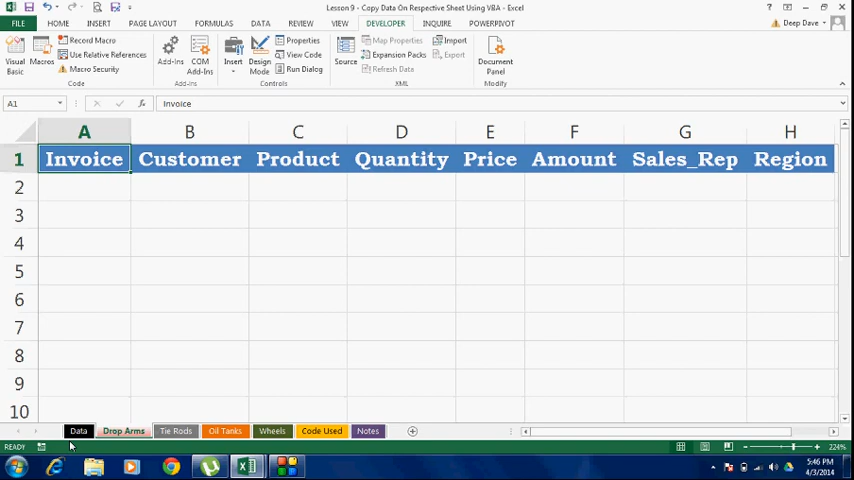 Lesson 9 - Copy Data On Respective Sheet Using VBA - Excel
FILE HOME INSERT PAGE LAYOUT FORMULAS DATA REVIEW VIEW DEVELOPER INQUIRE POWERPIVOT Deep Dave
Visual Basic
Macros
Record Macro
Use Relative References
Macro Security
Code
Add-Ins
COM Add-Ins
Add-Ins
Insert
Design Mode
Properties
View Code
Run Dialog
Controls
Source
Map Properties
Expansion Packs
Refresh Data
Import
Export
XML
Document Panel
Modify
A1 fx Invoice
A B C D E F G H
1 Invoice Customer Product Quantity Price Amount Sales_Rep Region
2
3
4
5
6
7
8
9
10
Data Drop Arms Tie Rods Oil Tanks Wheels Code Used Notes
READY 224%
5:46 PM
4/3/2014